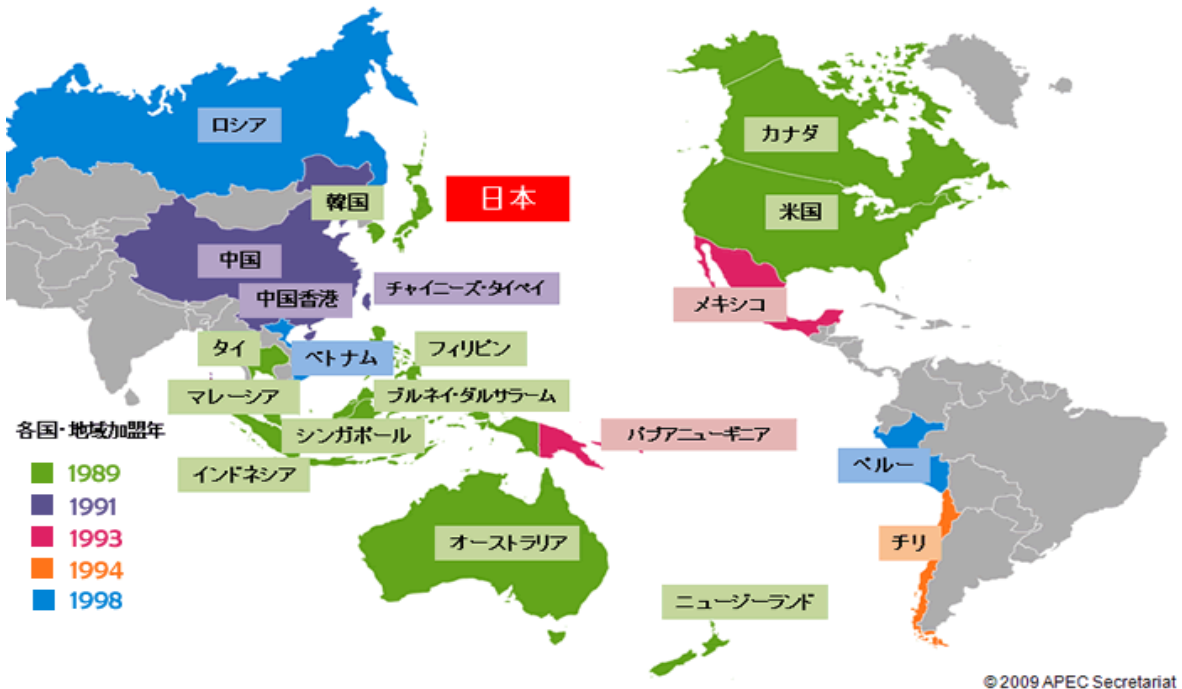 ロシア
カナダ
韓国
日本
米国
中国
中国香港
チャイニーズ・タイペイ
メキシコ
タイ
ベトナム
フィリピン
マレーシア
ブルネイ・ダルサラーム
各国・地域加盟年
シンガポール
パプアニューギニア
インドネシア
ペルー
1989
1991
1993
1994
1998
オーストラリア
チリ
ニュージーランド
© 2009 APEC Secretariat